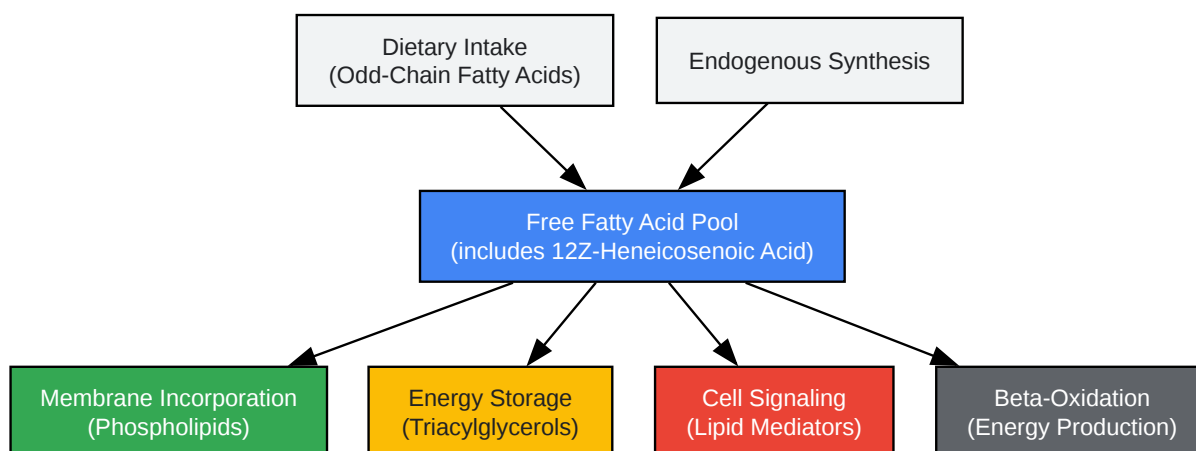 Dietary Intake
(Odd-Chain Fatty Acids)
Endogenous Synthesis
Free Fatty Acid Pool
(includes 12Z-Heneicosenoic Acid)
Membrane Incorporation
(Phospholipids)
Energy Storage
(Triacylglycerols)
Cell Signaling
(Lipid Mediators)
Beta-Oxidation
(Energy Production)